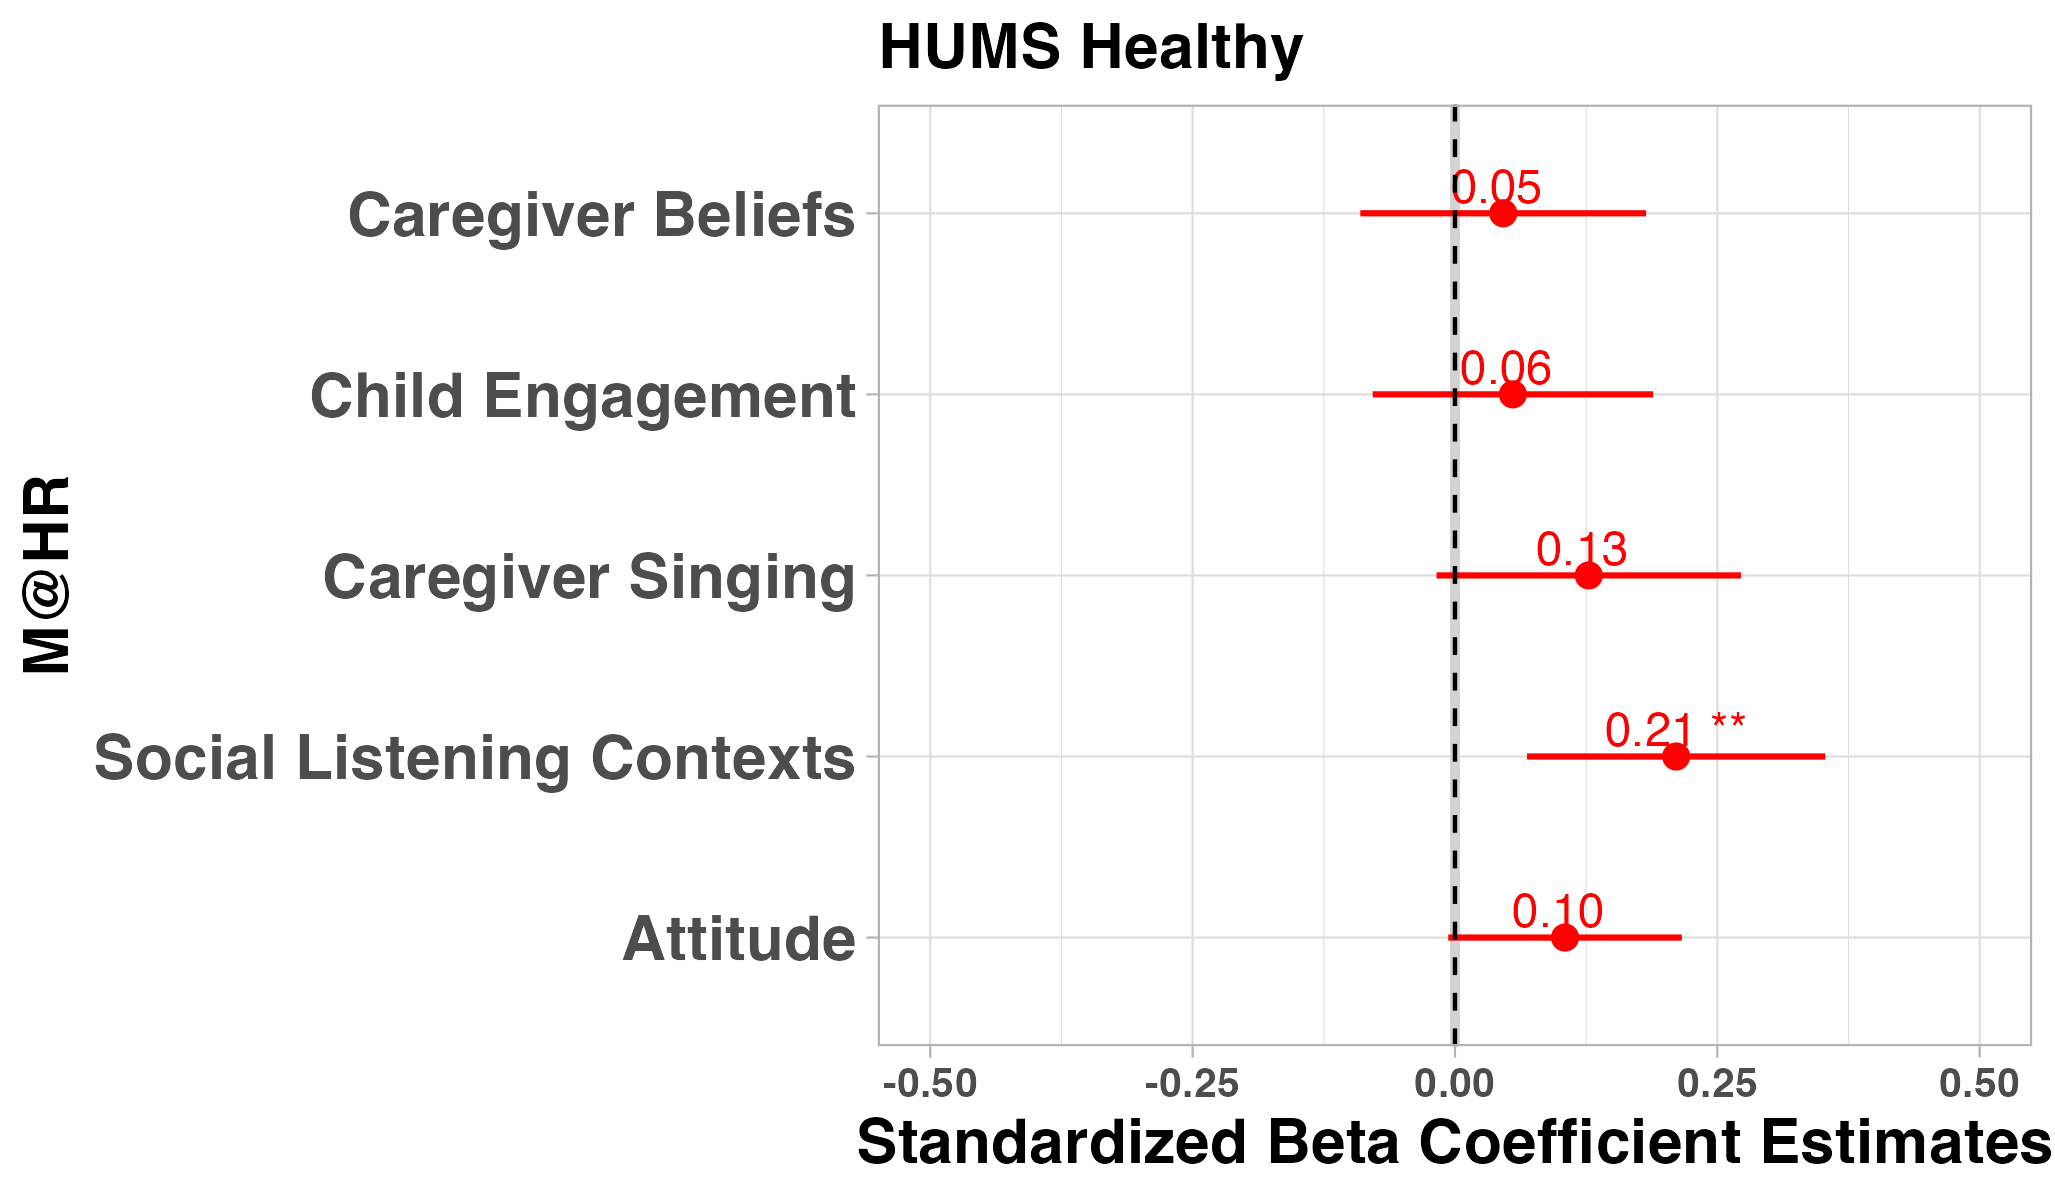 HUMS Healthy
M@HR
Caregiver Beliefs
0.05
Child Engagement
0.06
Caregiver Singing
0.13
Social Listening Contexts
0.21 **
Attitude
0.10
-0.50 -0.25 0.00 0.25 0.50
Standardized Beta Coefficient Estimates